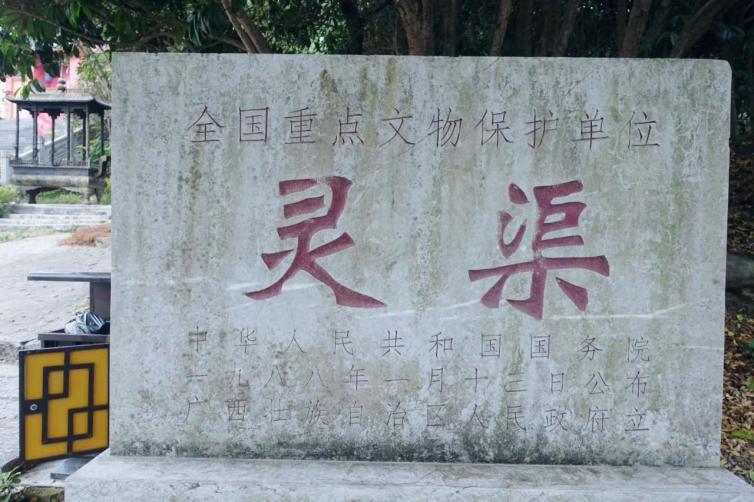 全国重点文物保护单位
灵渠
中华人民共和国国务院
一九八八年一月十三日公布
广西壮族自治区人民政府立